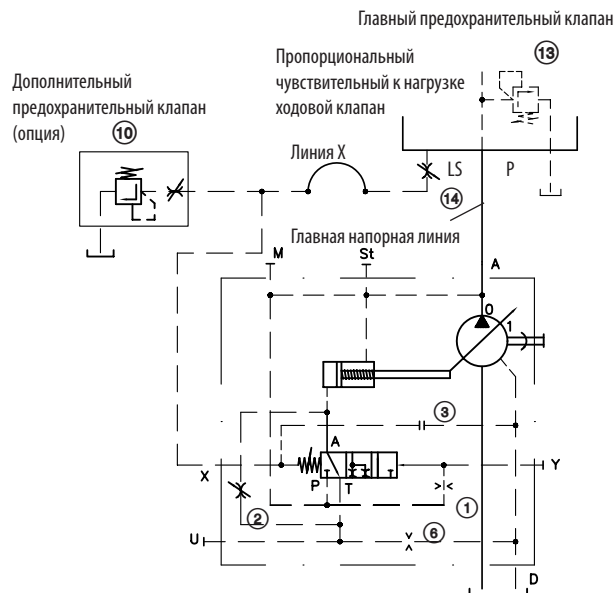 Главный предохранительный клапан
13
Пропорциональный
чувствительный к нагрузке
ходовой клапан
Дополнительный
предохранительный клапан
(опция)
10
Линия X
LS
P
14
Главная напорная линия
M
St
A
0
1
3
A
P
T
X
Y
1
2
6
U
D